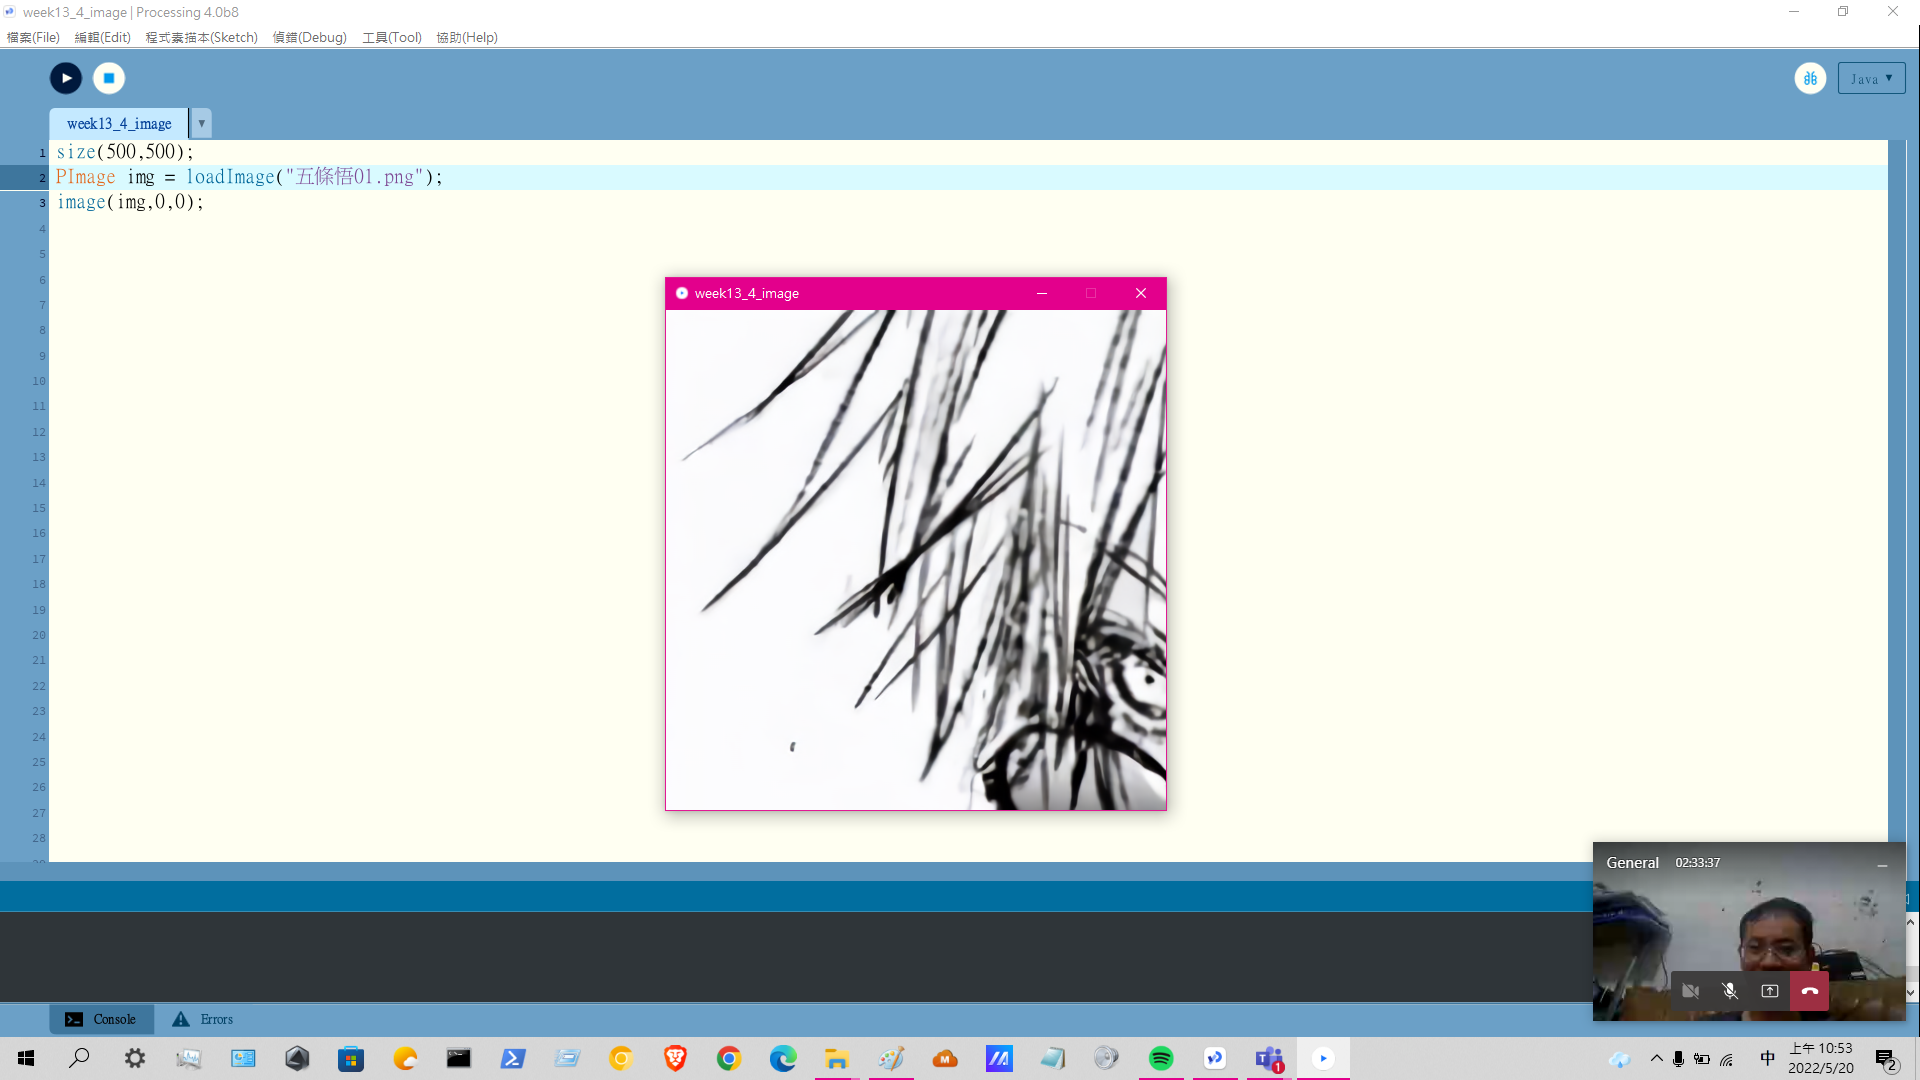 week13_4_image | Processing 4.0b8
檔案(File) 編輯(Edit) 程式素描本(Sketch) 偵錯(Debug) 工具(Tool) 協助(Help)
Java ▼
week13_4_image ▼
1 size(500,500);
2 PImage img = loadImage("五條悟01.png");
3 image(img,0,0);
4
5
6
7
8
9
10
11
12
13
14
15
16
17
18
19
20
21
22
23
24
25
26
27
28
week13_4_image
General 02:33:37
Console Errors
中
上午 10:53
2022/5/20
1
2